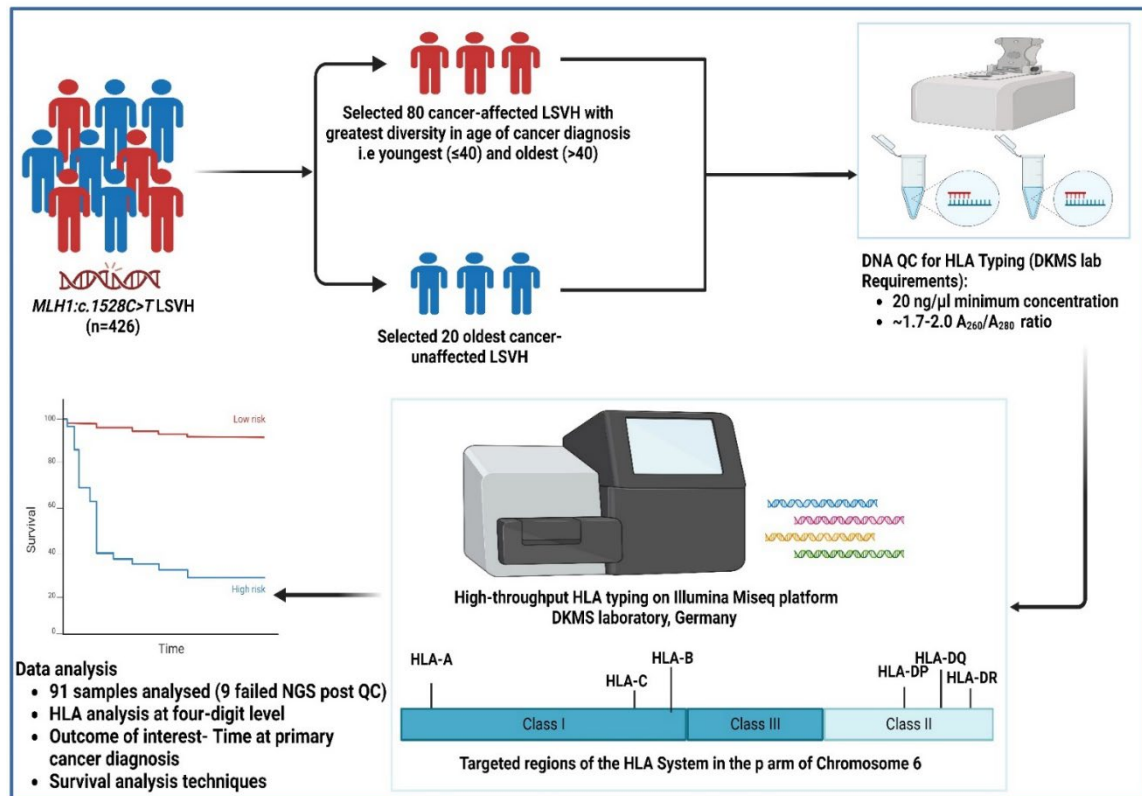 MLH1:c.1528C>T LSVH
(n=426)
Selected 80 cancer-affected LSVH with
greatest diversity in age of cancer diagnosis
i.e youngest (≤40) and oldest (>40)
Selected 20 oldest cancer-
unaffected LSVH
DNA QC for HLA Typing (DKMS lab
Requirements):
• 20 ng/µl minimum concentration
• ~1.7-2.0 A260/A280 ratio
High-throughput HLA typing on Illumina Miseq platform
DKMS laboratory, Germany
HLA-A
HLA-C
HLA-B
HLA-DP
HLA-DQ
HLA-DR
Class I
Class III
Class II
Targeted regions of the HLA System in the p arm of Chromosome 6
100
80
60
40
20
0
Survival
Low risk
High risk
Time
Data analysis
• 91 samples analysed (9 failed NGS post QC)
• HLA analysis at four-digit level
• Outcome of interest- Time at primary
cancer diagnosis
• Survival analysis techniques